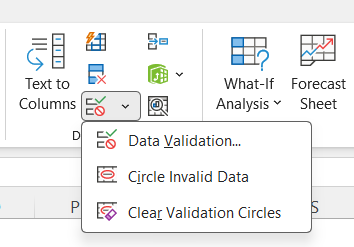 Text to
Columns
What-If
Analysis
Forecast
Sheet
D
Data Validation...
Circle Invalid Data
Clear Validation Circles
P
S